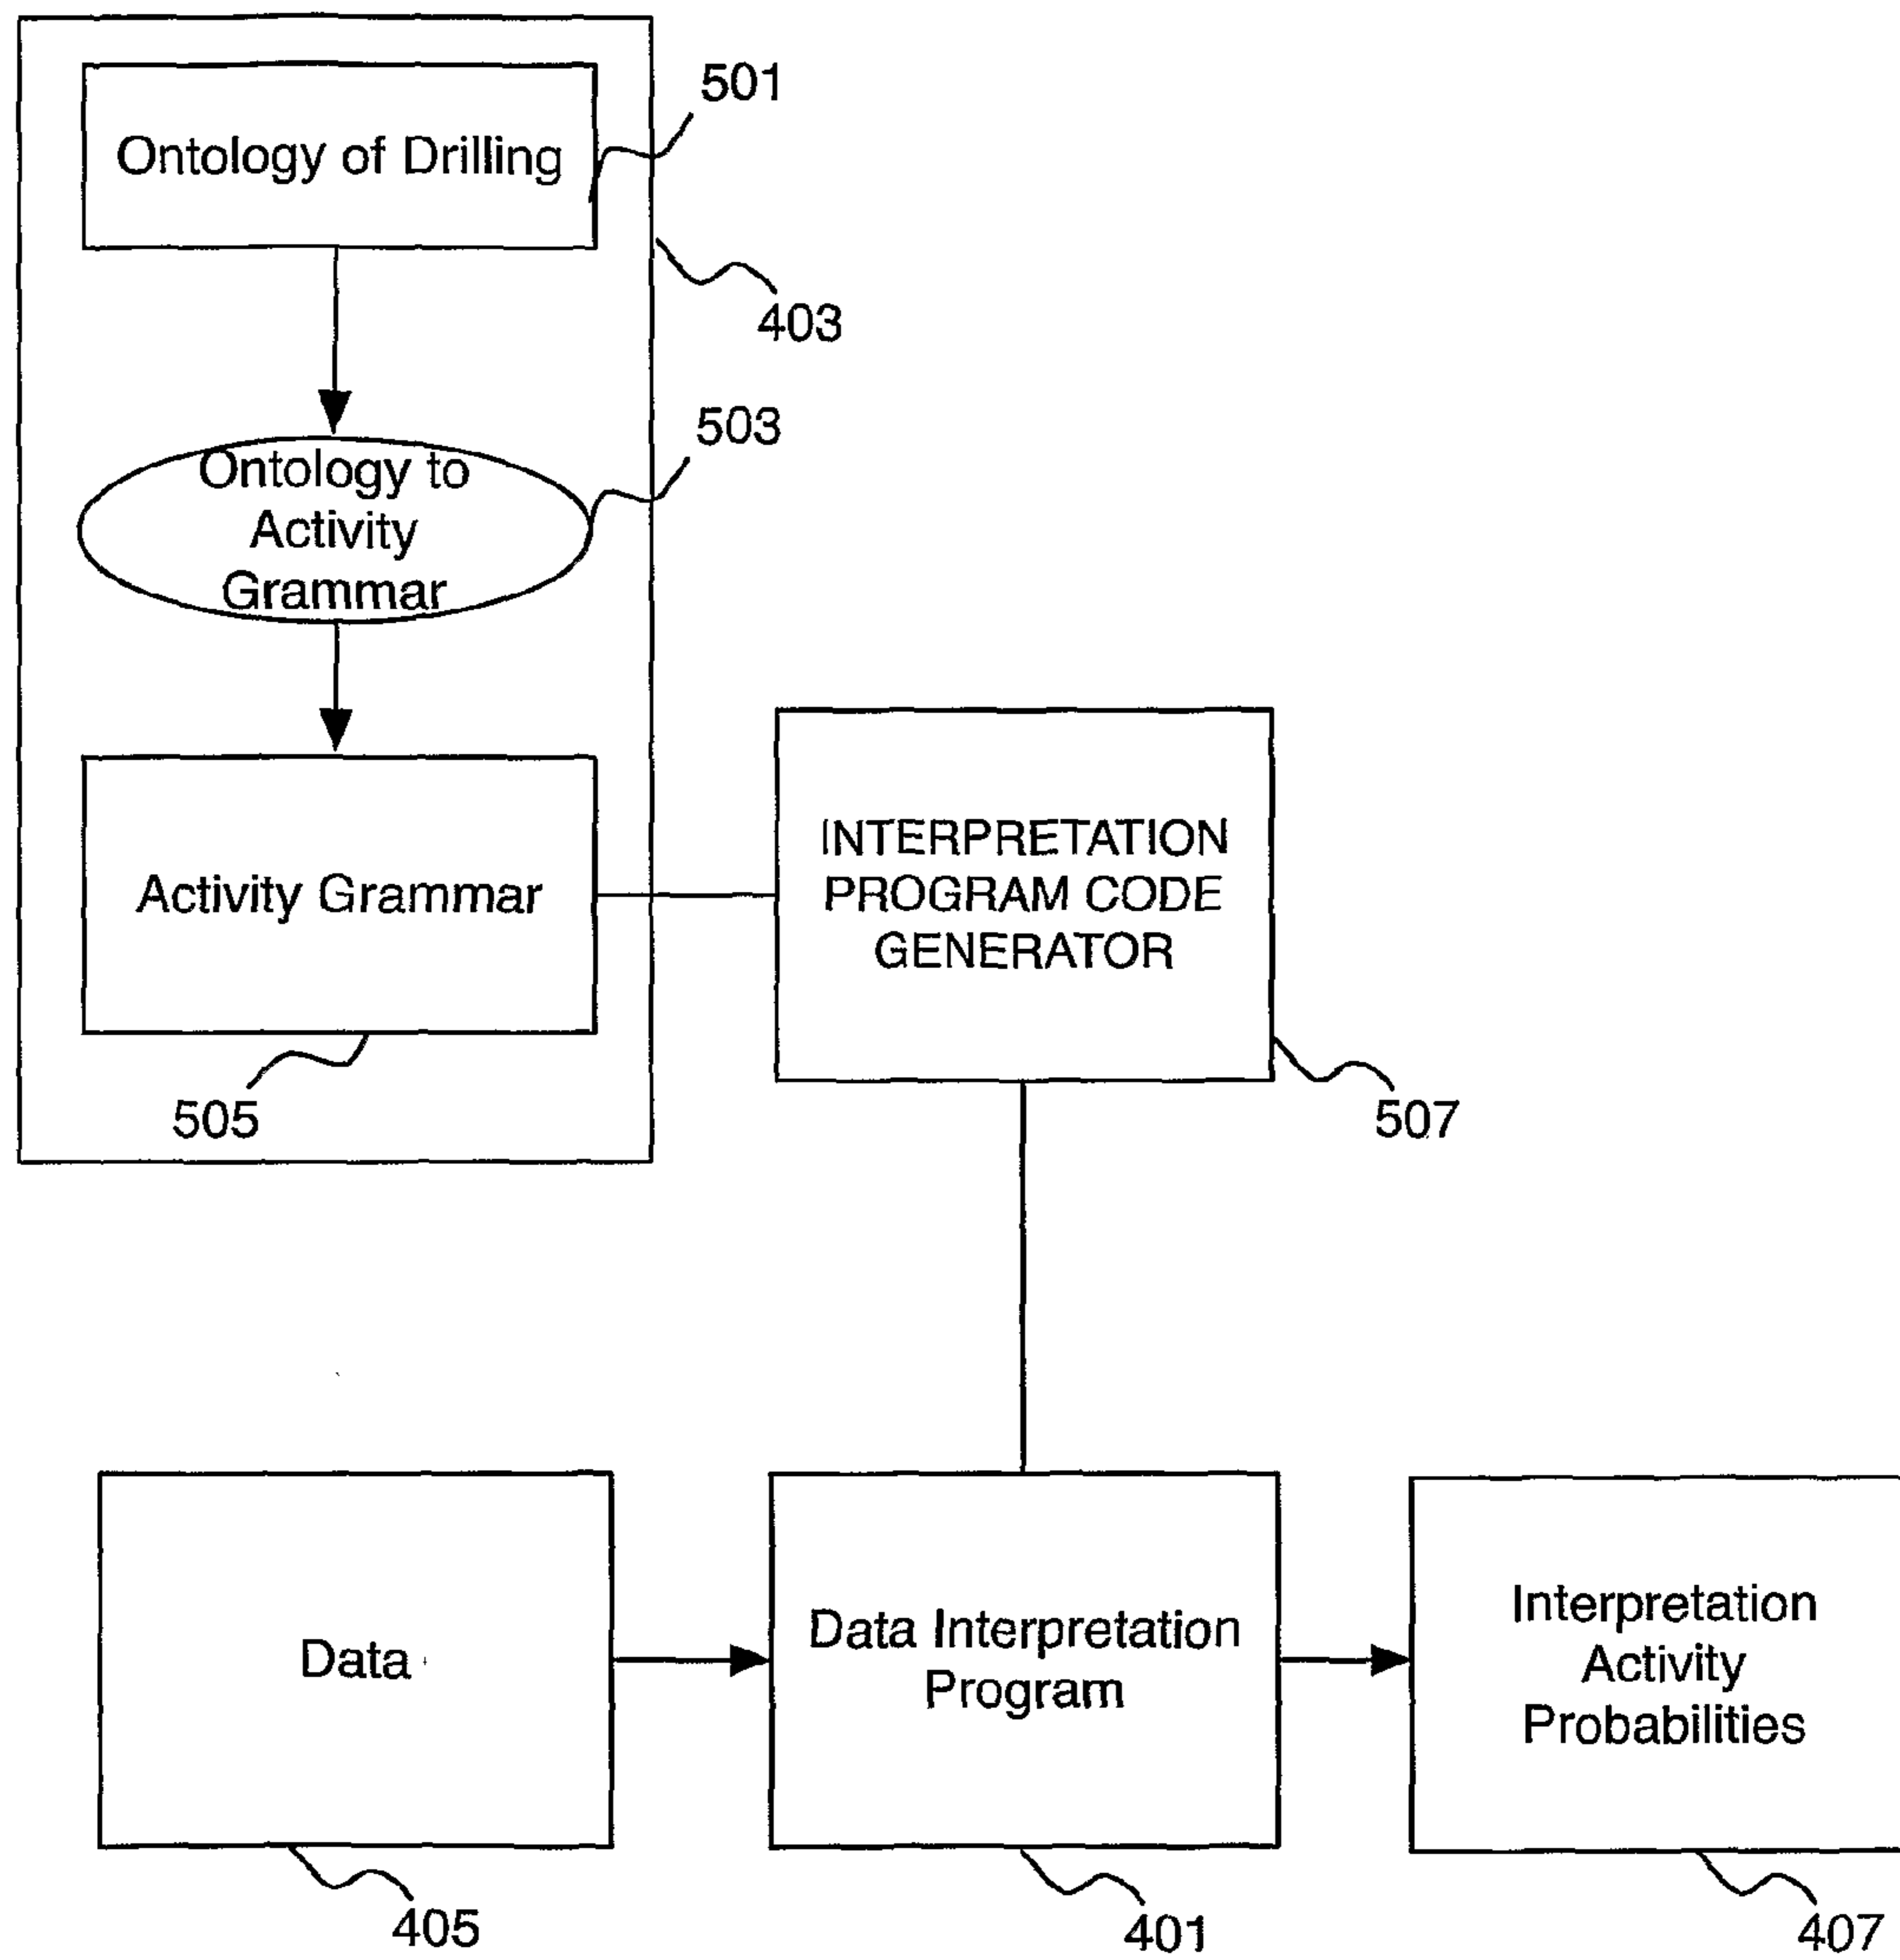 501
Ontology of Drilling
403
503
Ontology to
Activity
Grammar
Activity Grammar
INTERPRETATION
PROGRAM CODE
GENERATOR
505
507
Data
Data Interpretation
Program
Interpretation
Activity
Probabilities
405
401
407